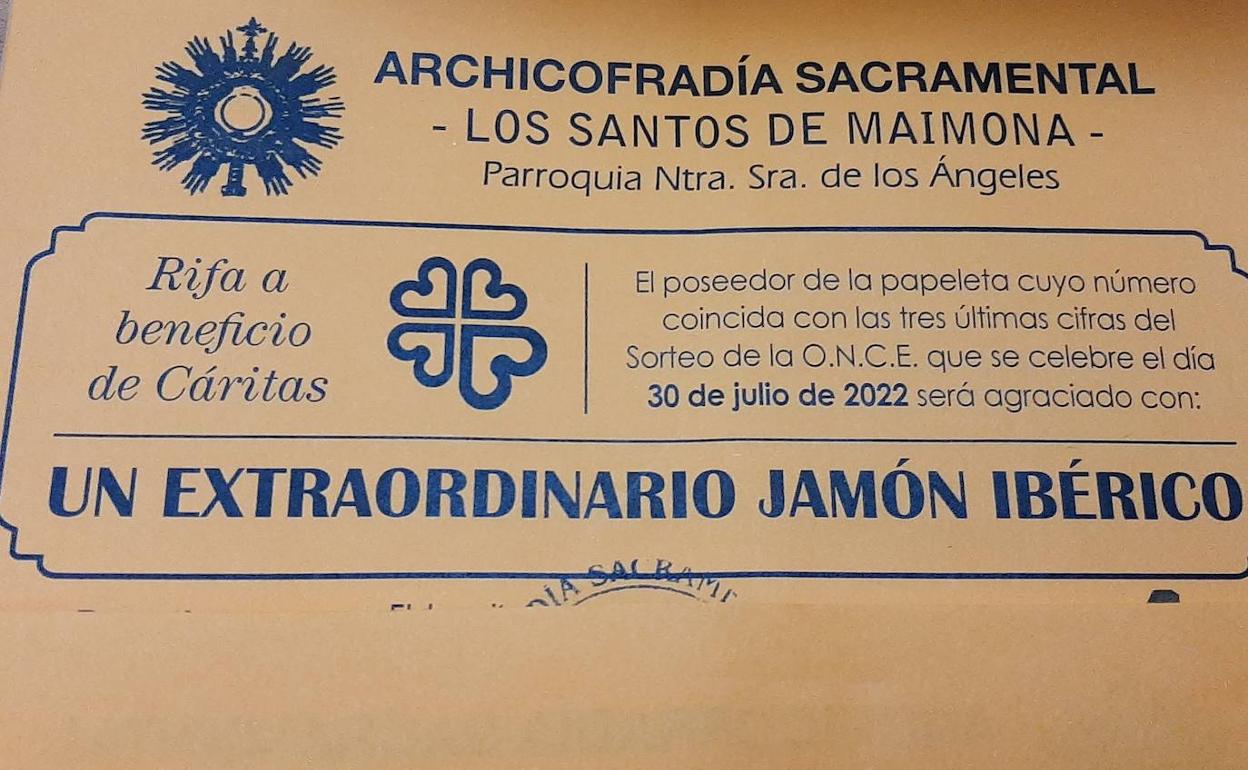 ARCHICOFRADÍA SACRAMENTAL
- LOS SANTOS DE MAIMONA -
Parroquia Ntra. Sra. de los Ángeles
Rifa a
beneficio
de Cáritas
El poseedor de la papeleta cuyo número
coincida con las tres últimas cifras del
Sorteo de la O.N.C.E. que se celebre el día
30 de julio de 2022 será agraciado con:
UN EXTRAORDINARIO JAMÓN IBÉRICO